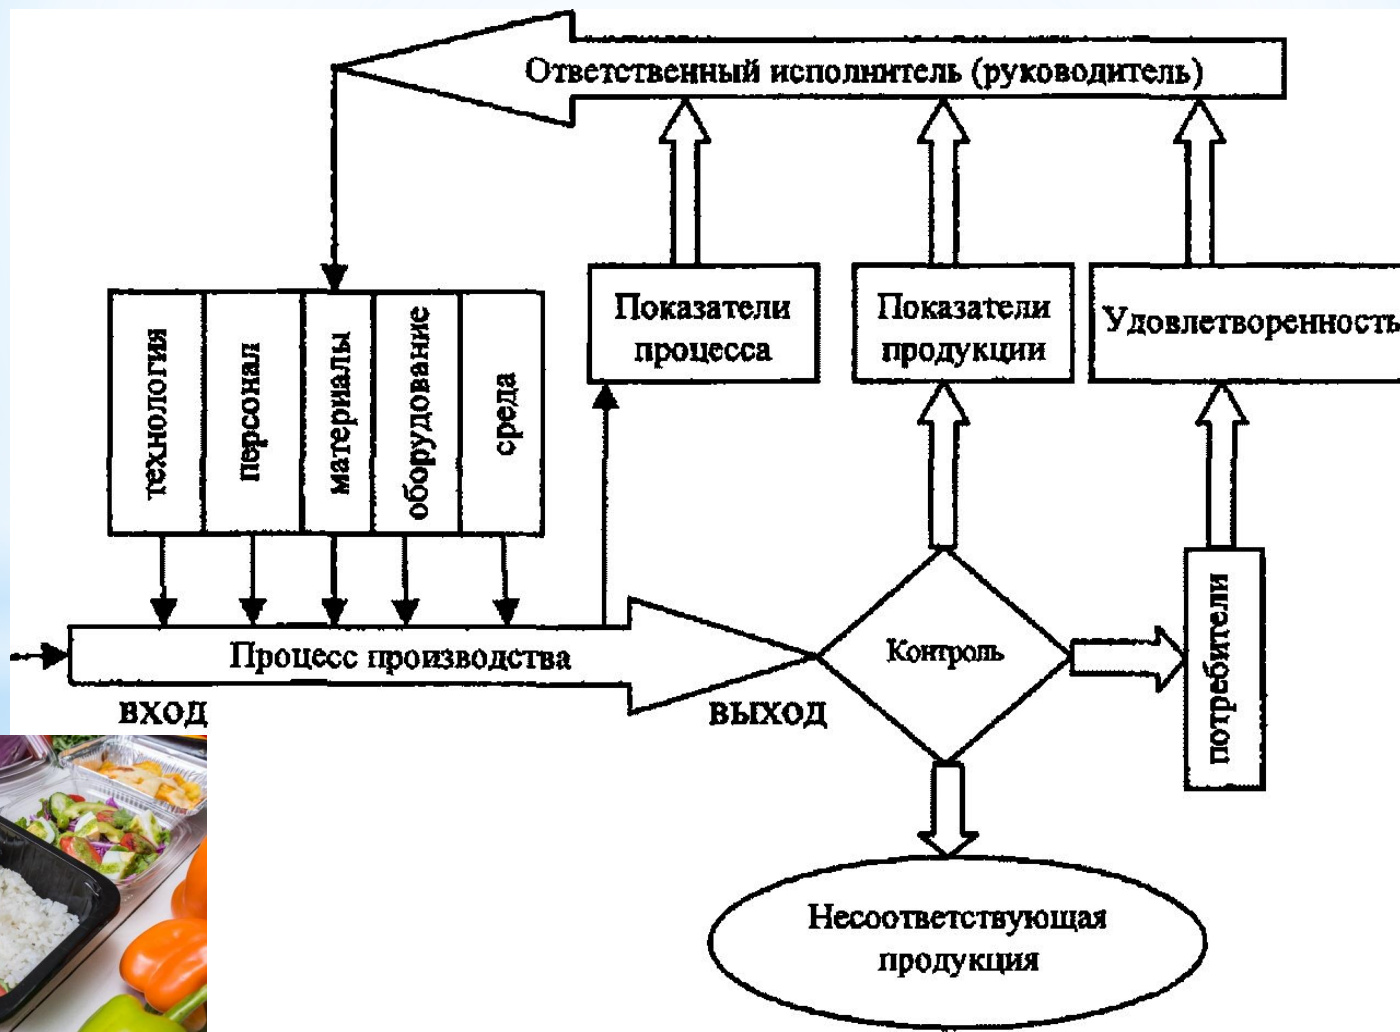 Ответственный исполнитель (руководитель)
Показатели
процесса
Показатели
продукции
Удовлетворенность
технология
персонал
материалы
оборудование
среда
Процесс производства
Контроль
потребители
ВХОД
ВЫХОД
Несоответствующая
продукция